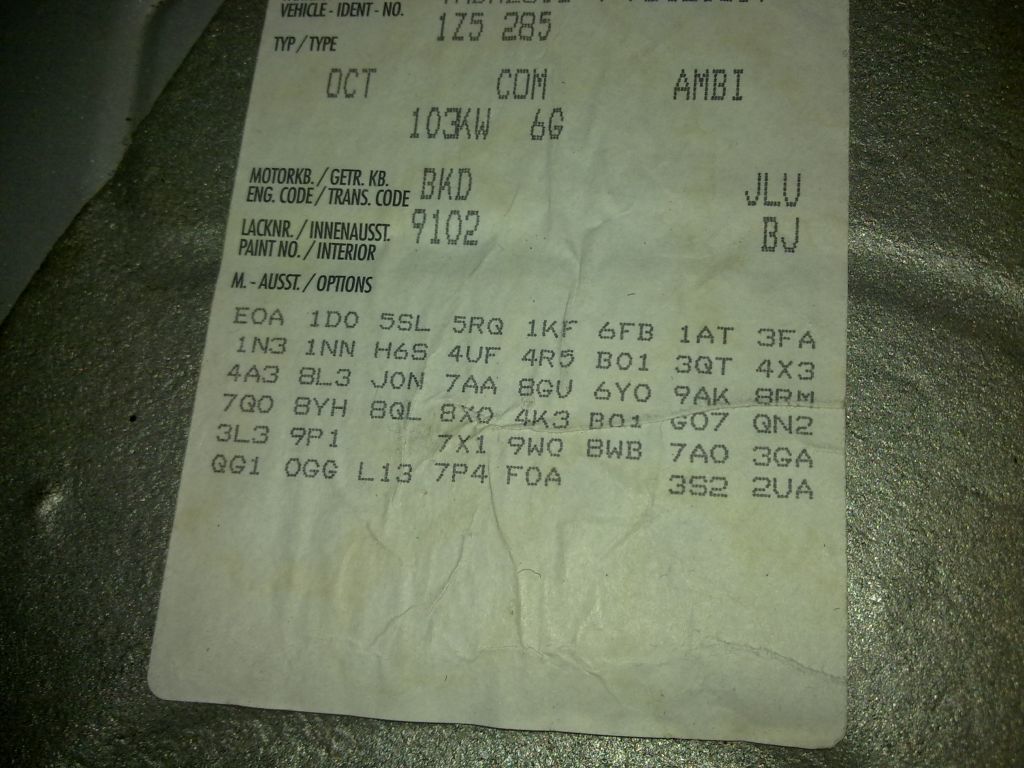 VEHICLE - IDENT - NO.
1Z5 285
TYP / TYPE
OCT COM AMBI
103KW 6G
MOTORKB. / GETR. KB.
ENG. CODE / TRANS. CODE BKD JLU
LACKNR. / INNENAUSST. 9102 BJ
PAINT NO. / INTERIOR
M. - AUSST. / OPTIONS
E0A 1D0 5SL 5RQ 1KF 6FB 1AT 3FA
1N3 1NN H6S 4UF 4R5 B01 3QT 4X3
4A3 8L3 J0N 7AA 8GU 6Y0 9AK 8RM
7Q0 8YH 8QL 8X0 4K3 B01 G07 QN2
3L3 9P1 7X1 9W0 8WB 7A0 3GA
QG1 0GG L13 7P4 F0A 3S2 2UA